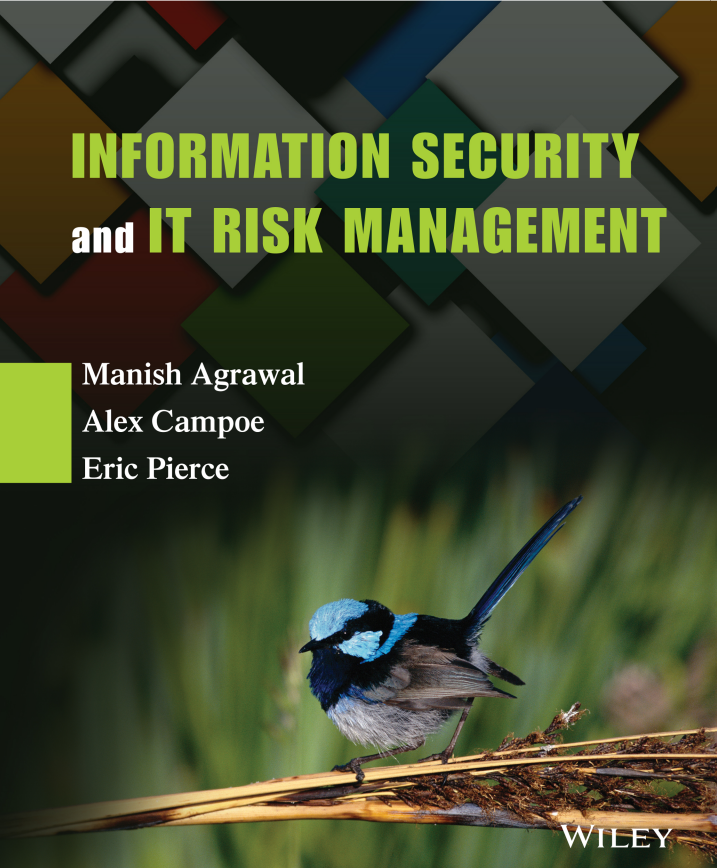 INFORMATION SECURITY
and IT RISK MANAGEMENT
Manish Agrawal
Alex Campoe
Eric Pierce
WILEY